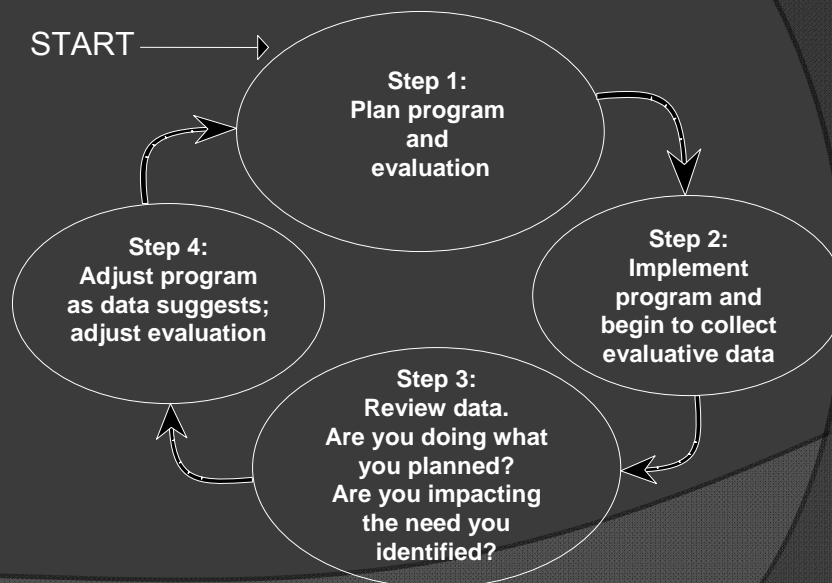 START
Step 1:
Plan program
and
evaluation
Step 2:
Implement
program and
begin to collect
evaluative data
Step 3:
Review data.
Are you doing what
you planned?
Are you impacting
the need you
identified?
Step 4:
Adjust program
as data suggests;
adjust evaluation